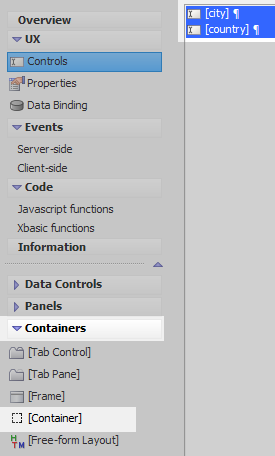 Overview
UX
Controls
Properties
Data Binding
Events
Server-side
Client-side
Code
Javascript functions
Xbasic functions
Information
Data Controls
Panels
Containers
[Tab Control]
[Tab Pane]
[Frame]
[Container]
HTM [Free-form Layout]
[city] ¶
[country] ¶